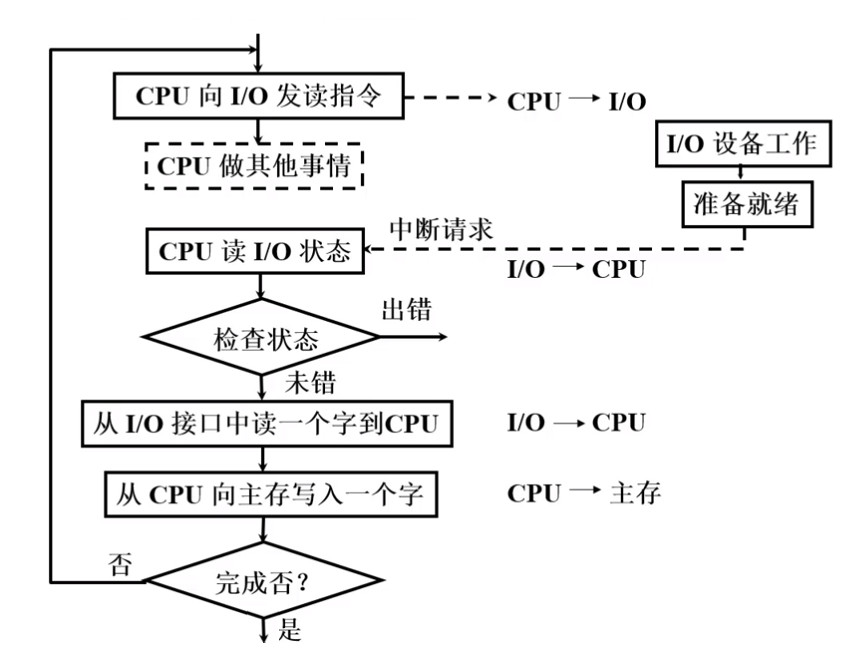 CPU 向 I/O 发读指令
CPU → I/O
I/O 设备工作
CPU 做其他事情
准备就绪
中断请求
CPU 读 I/O 状态
I/O → CPU
出错
检查状态
未错
从 I/O 接口中读一个字到CPU
I/O → CPU
从 CPU 向主存写入一个字
CPU → 主存
否
完成否?
是